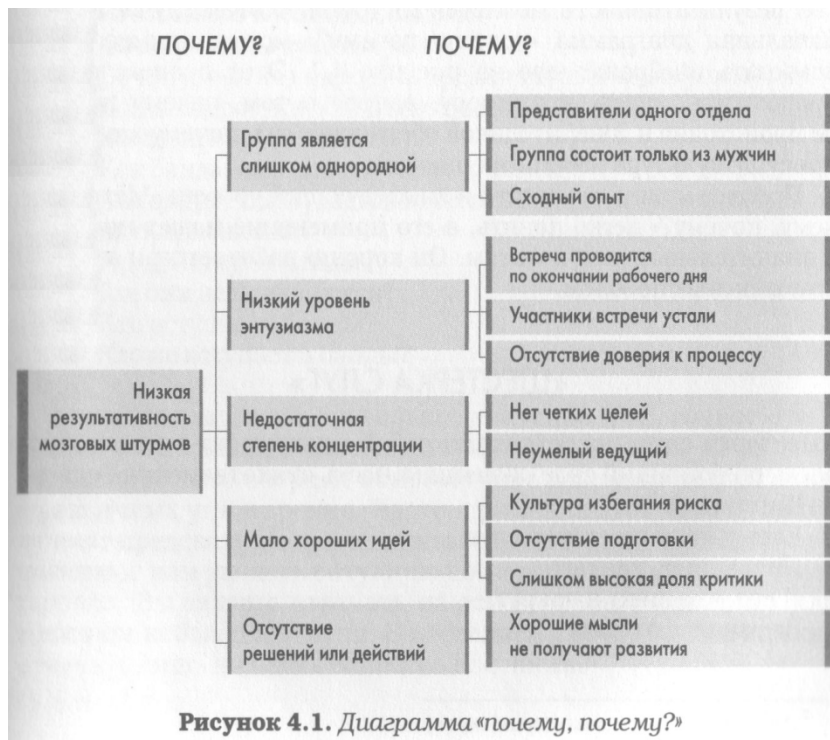 ПОЧЕМУ?
ПОЧЕМУ?
Группа является
слишком однородной
Представители одного отдела
Группа состоит только из мужчин
Сходный опыт
Низкий уровень
энтузиазма
Встреча проводится
по окончании рабочего дня
Участники встречи устали
Отсутствие доверия к процессу
Низкая
результативность
мозговых штурмов
Недостаточная
степень концентрации
Нет четких целей
Неумелый ведущий
Мало хороших идей
Культура избегания риска
Отсутствие подготовки
Слишком высокая доля критики
Отсутствие
решений или действий
Хорошие мысли
не получают развития
Рисунок 4.1. Диаграмма «почему, почему?»